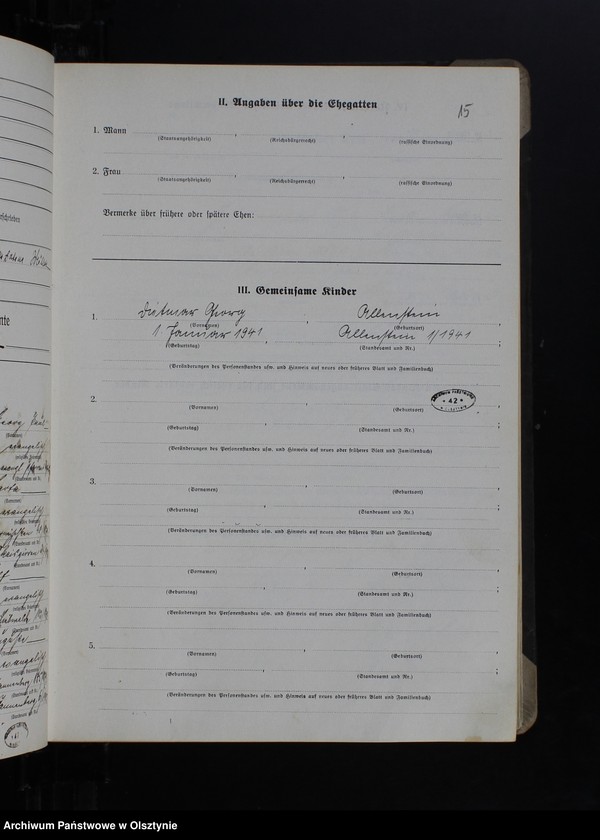 II. Angaben über die Ehegatten
15
1. Mann
(Staatsangehörigkeit) (Reichsbürgerrecht) (rassische Einordnung)
2. Frau
(Staatsangehörigkeit) (Reichsbürgerrecht) (rassische Einordnung)
Vermerke über frühere oder spätere Ehen:
III. Gemeinsame Kinder
1. Dietmar Georg Allenstein
(Vornamen) (Geburtsort)
1. Januar 1941 Allenstein 1/1941
(Geburtstag) (Standesamt und Nr.)
(Veränderungen des Personenstandes usw. und Hinweis auf neues oder früheres Blatt und Familienbuch)
2.
(Vornamen) (Geburtsort)
42
(Geburtstag) (Standesamt und Nr.)
(Veränderungen des Personenstandes usw. und Hinweis auf neues oder früheres Blatt und Familienbuch)
3.
(Vornamen) (Geburtsort)
(Geburtstag) (Standesamt und Nr.)
(Veränderungen des Personenstandes usw. und Hinweis auf neues oder früheres Blatt und Familienbuch)
4.
(Vornamen) (Geburtsort)
(Geburtstag) (Standesamt und Nr.)
(Veränderungen des Personenstandes usw. und Hinweis auf neues oder früheres Blatt und Familienbuch)
5.
(Vornamen) (Geburtsort)
(Geburtstag) (Standesamt und Nr.)
(Veränderungen des Personenstandes usw. und Hinweis auf neues oder früheres Blatt und Familienbuch)
Archiwum Państwowe w Olsztynie